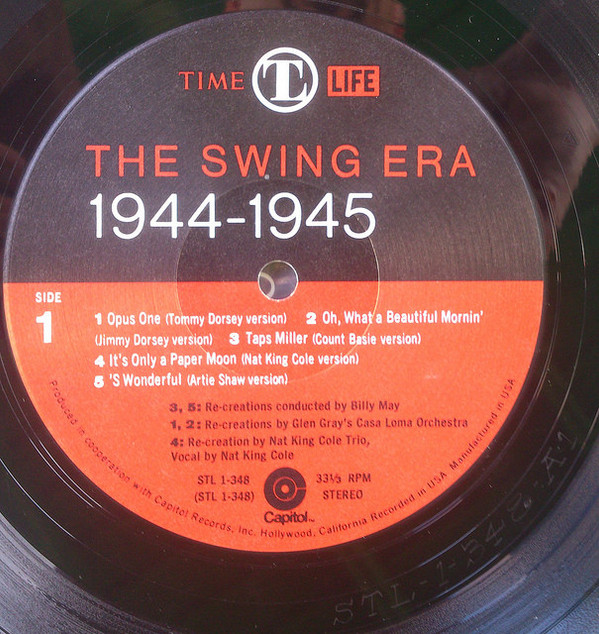 TIME TL LIFE
THE SWING ERA
1944-1945
SIDE
1
1 Opus One (Tommy Dorsey version) 2 Oh, What a Beautiful Mornin'
(Jimmy Dorsey version) 3 Taps Miller (Count Basie version)
4 It's Only a Paper Moon (Nat King Cole version)
5 'S Wonderful (Artie Shaw version)
3, 5: Re-creations conducted by Billy May
1, 2: Re-creations by Glen Gray's Casa Loma Orchestra
4: Re-creation by Nat King Cole Trio,
Vocal by Nat King Cole
STL 1-348 33⅓ RPM
(STL 1-348) STEREO
Capitol™
Produced in cooperation with Capitol Records, Inc. Hollywood, California Recorded in USA Manufactured in USA
STL-1-348-A1